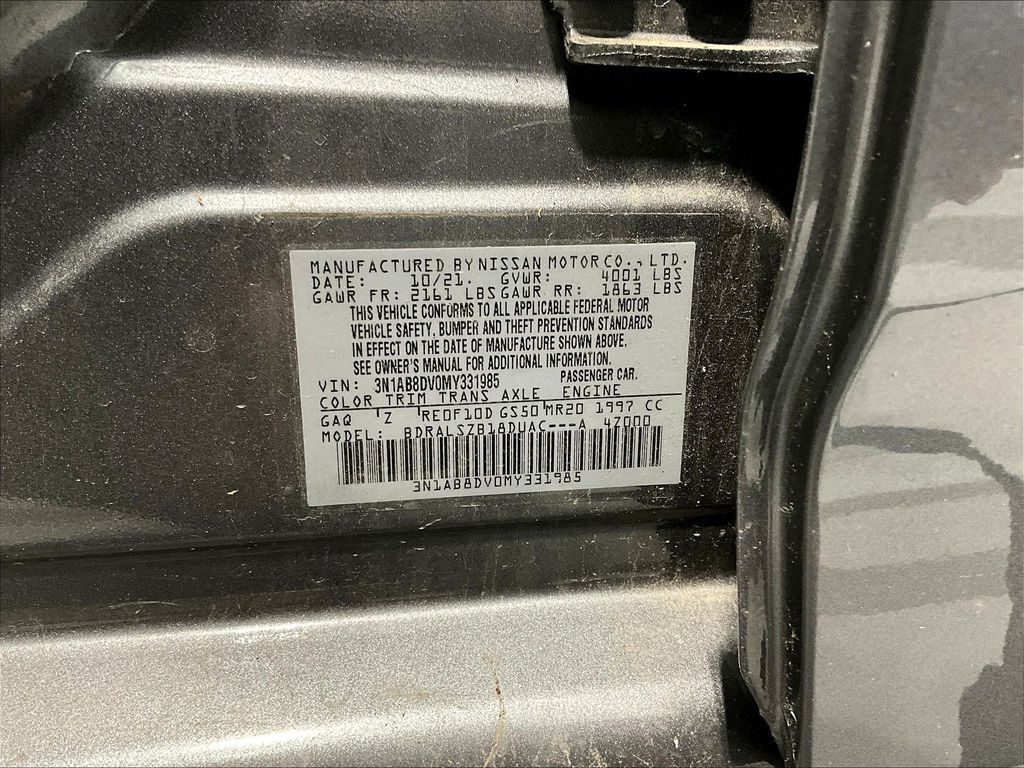 MANUFACTURED BY NISSAN MOTOR CO., LTD.
DATE: 10/21. GVWR: 4001 LBS
GAWR FR: 2161 LBS GAWR RR: 1863 LBS
THIS VEHICLE CONFORMS TO ALL APPLICABLE FEDERAL MOTOR
VEHICLE SAFETY, BUMPER AND THEFT PREVENTION STANDARDS
IN EFFECT ON THE DATE OF MANUFACTURE SHOWN ABOVE.
SEE OWNER'S MANUAL FOR ADDITIONAL INFORMATION.
VIN: 3N1AB8DV0MY331985 PASSENGER CAR.
COLOR TRIM TRANS AXLE ENGINE
GAQ Z RE0F10D GS50 MR20 1997 CC
MODEL: BDRALSZB18DUAC---A 4Z000
3N1AB8DV0MY331985